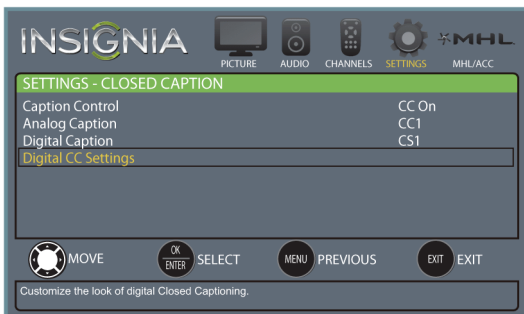 INSIGNIA
PICTURE AUDIO CHANNELS SETTINGS MHL MHL/ACC
SETTINGS - CLOSED CAPTION
Caption Control CC On
Analog Caption CC1
Digital Caption CS1
Digital CC Settings
MOVE OK ENTER SELECT MENU PREVIOUS EXIT EXIT
Customize the look of digital Closed Captioning.